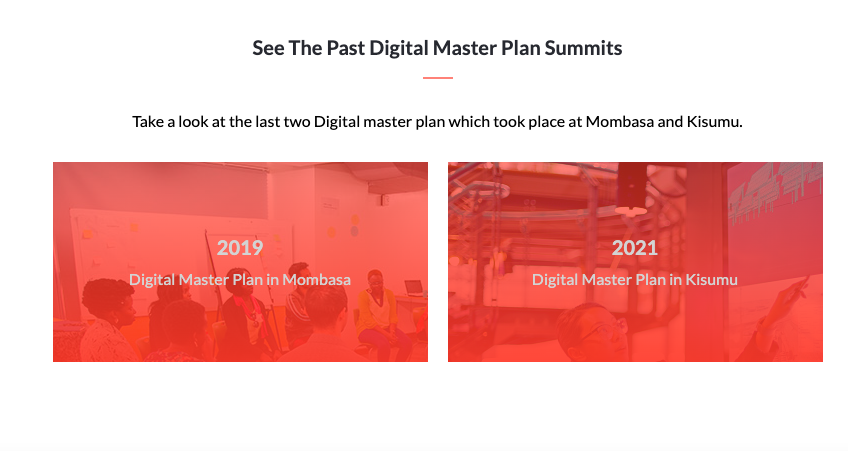 See The Past Digital Master Plan Summits
Take a look at the last two Digital master plan which took place at Mombasa and Kisumu.
2019
Digital Master Plan in Mombasa
2021
Digital Master Plan in Kisumu